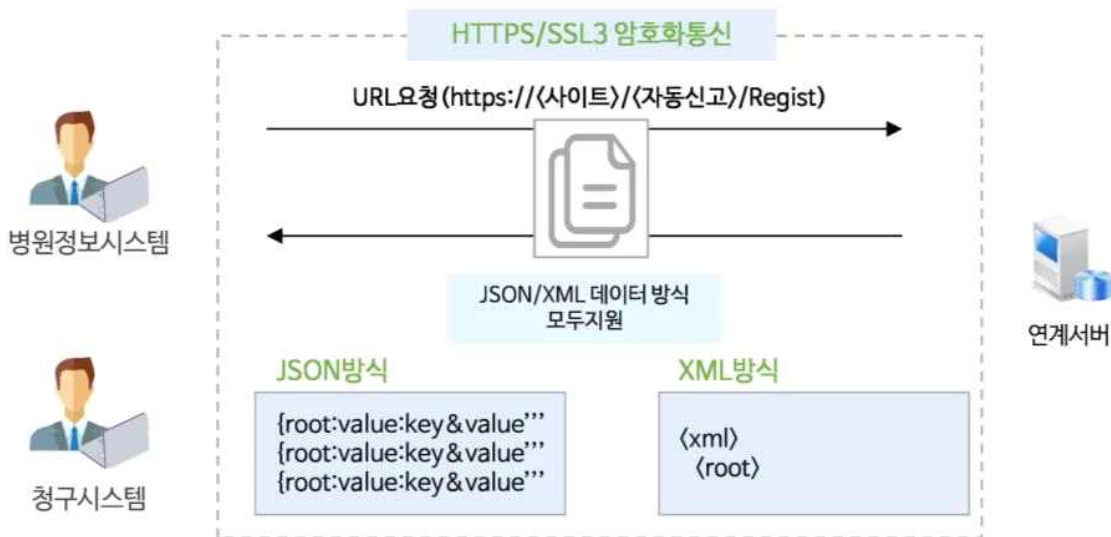 HTTPS/SSL3 암호화통신
URL요청(https://〈사이트〉/〈자동신고〉/Regist)
병원정보시스템
JSON/XML 데이터 방식
모두지원
연계서버
JSON방식
{root:value:key&value’’’
{root:value:key&value’’’
{root:value:key&value’’’
XML방식
〈xml〉
〈root〉
청구시스템